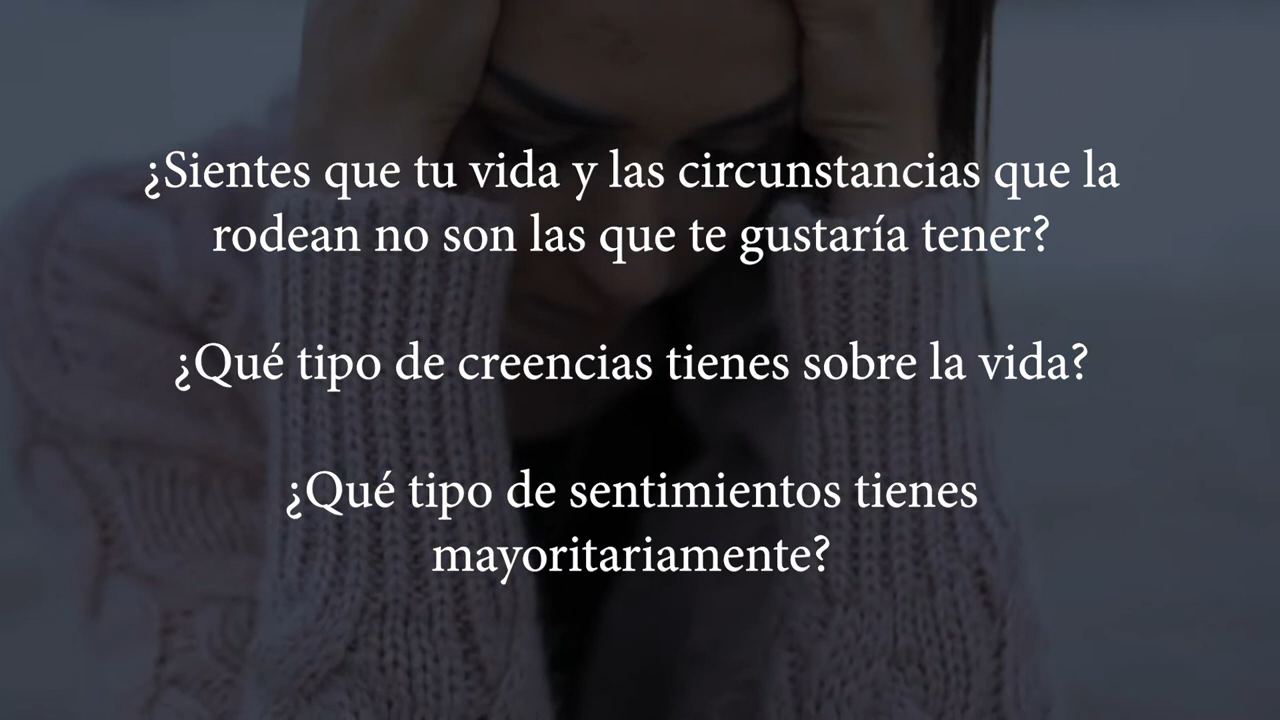 ¿Sientes que tu vida y las circunstancias que la
rodean no son las que te gustaría tener?
¿Qué tipo de creencias tienes sobre la vida?
¿Qué tipo de sentimientos tienes
mayoritariamente?